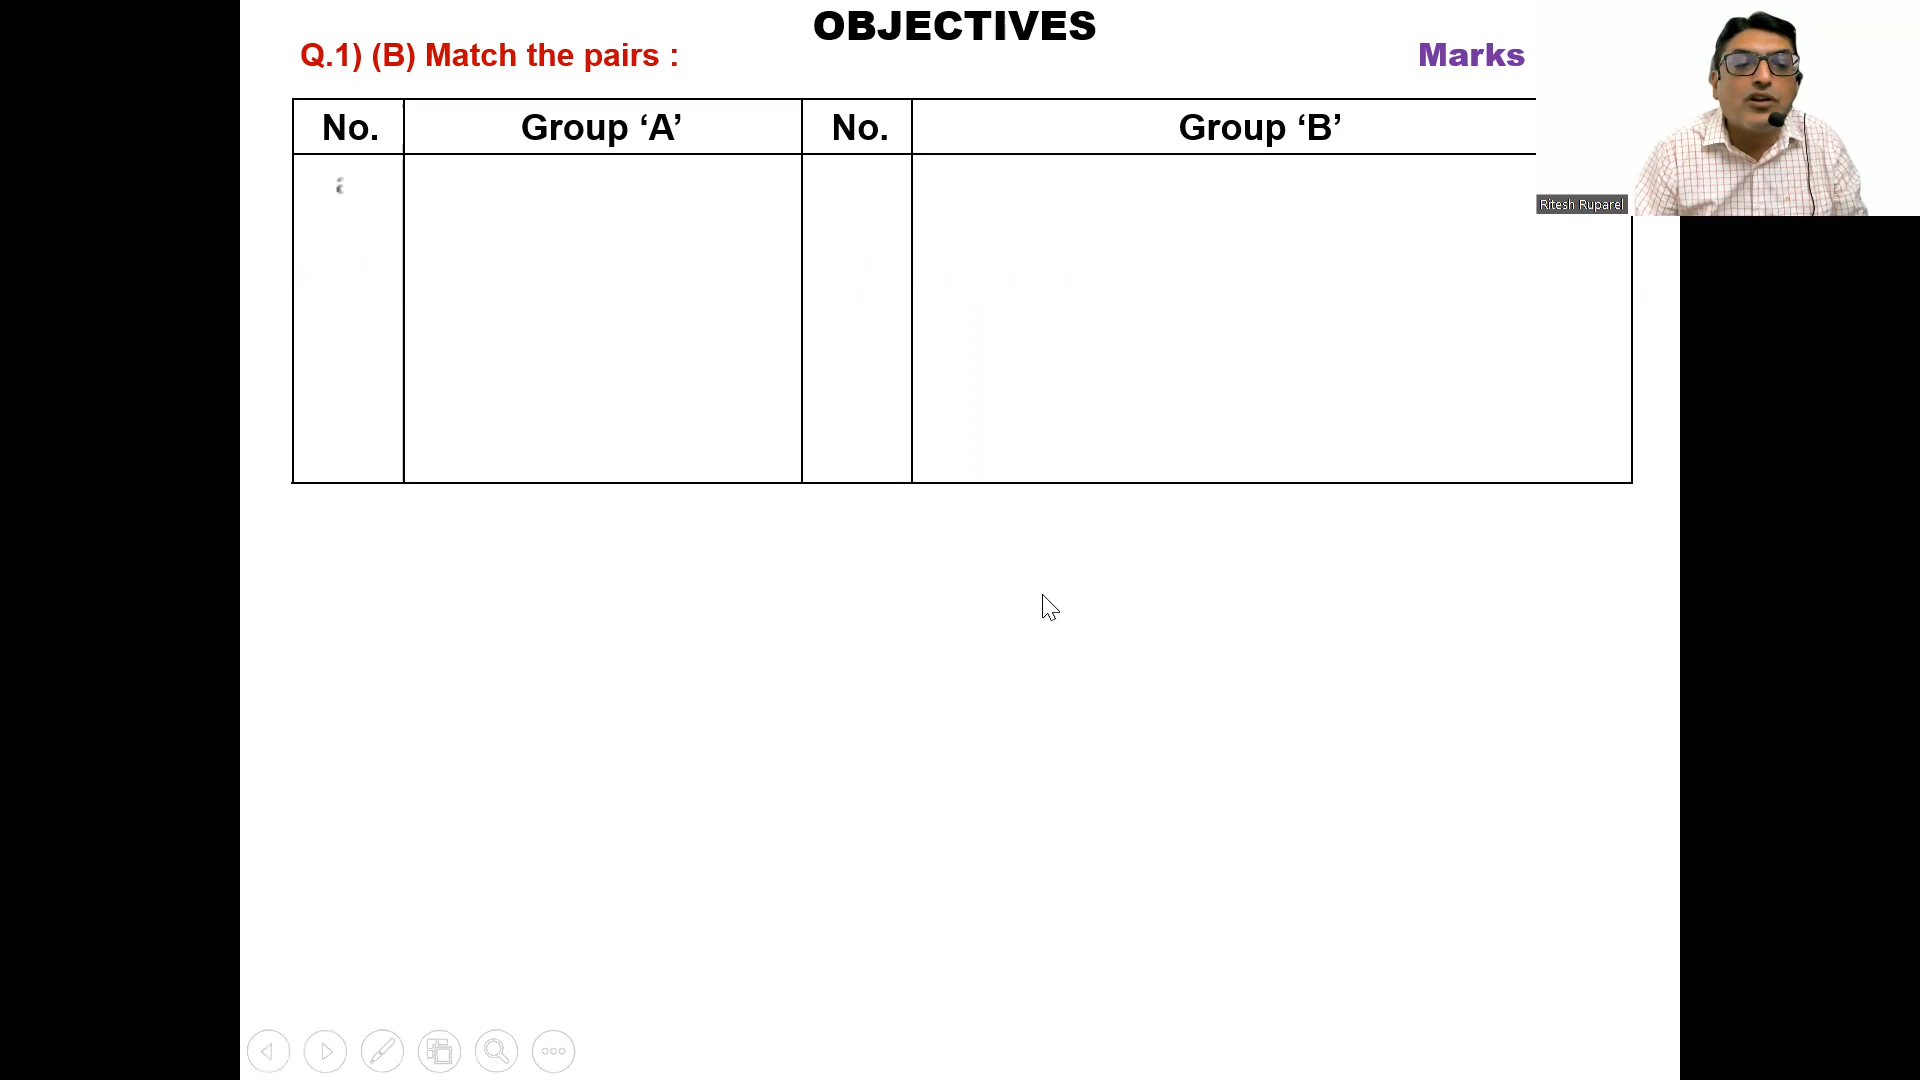 OBJECTIVES
Q.1) (B) Match the pairs :
Marks
No.
Group ‘A’
No.
Group ‘B’
Ritesh Ruparel